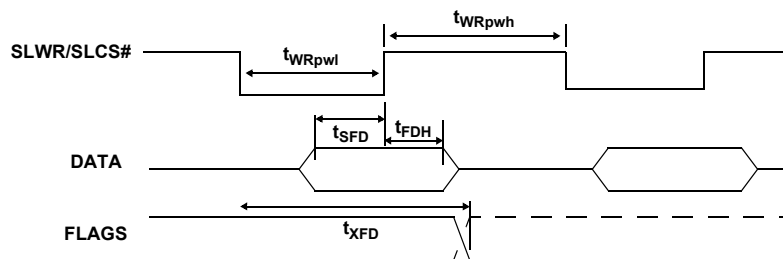 tWRpwh
SLWR/SLCS#
tWRpwl
tSFD
tFDH
DATA
tXFD
FLAGS